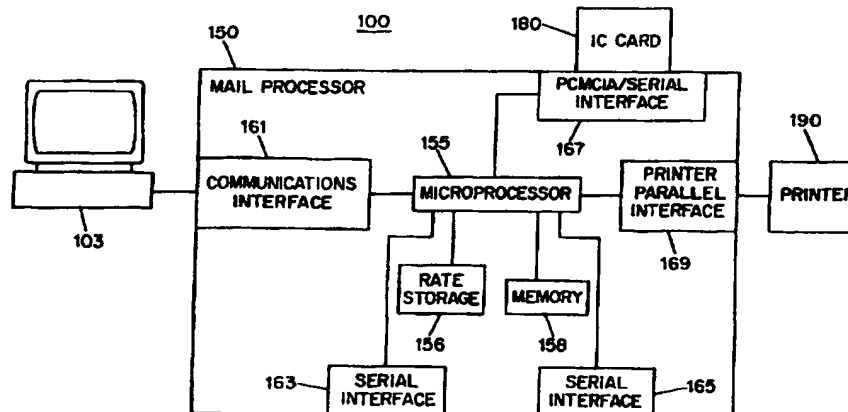 100
180
IC CARD
150
MAIL PROCESSOR
PCMCIA/SERIAL
INTERFACE
167
161
COMMUNICATIONS
INTERFACE
155
MICROPROCESSOR
PRINTER
PARALLEL
INTERFACE
169
190
PRINTER
103
RATE
STORAGE
156
MEMORY
158
163
SERIAL
INTERFACE
SERIAL
INTERFACE
165